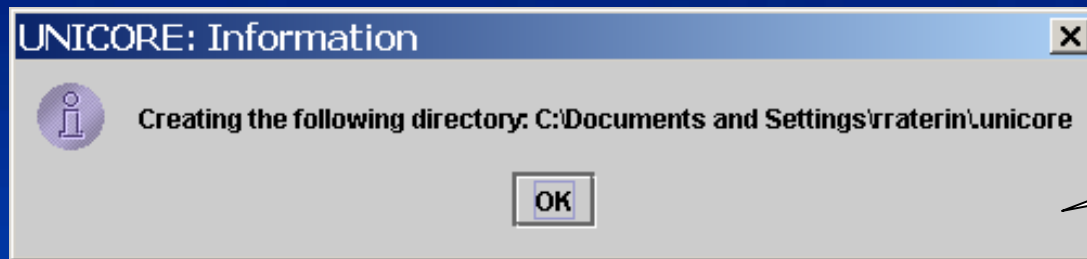 UNICORE: Information
Creating the following directory: C:\Documents and Settings\rraterin\.unicore
OK